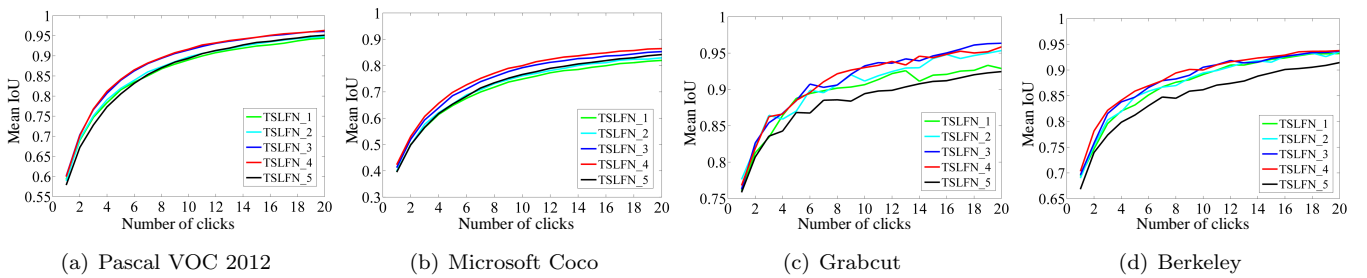 1
0.95
0.9
0.85
0.8
0.75
0.7
0.65
0.6
0.55
Mean IoU
0 2 4 6 8 10 12 14 16 18 20
Number of clicks
TSLFN_1
TSLFN_2
TSLFN_3
TSLFN_4
TSLFN_5
(a) Pascal VOC 2012
1
0.9
0.8
0.7
0.6
0.5
0.4
0.3
Mean IoU
0 2 4 6 8 10 12 14 16 18 20
Number of clicks
TSLFN_1
TSLFN_2
TSLFN_3
TSLFN_4
TSLFN_5
(b) Microsoft Coco
1
0.95
0.9
0.85
0.8
0.75
Mean IoU
0 2 4 6 8 10 12 14 16 18 20
Number of clicks
TSLFN_1
TSLFN_2
TSLFN_3
TSLFN_4
TSLFN_5
(c) Grabcut
1
0.95
0.9
0.85
0.8
0.75
0.7
0.65
Mean IoU
0 2 4 6 8 10 12 14 16 18 20
Number of clicks
TSLFN_1
TSLFN_2
TSLFN_3
TSLFN_4
TSLFN_5
(d) Berkeley